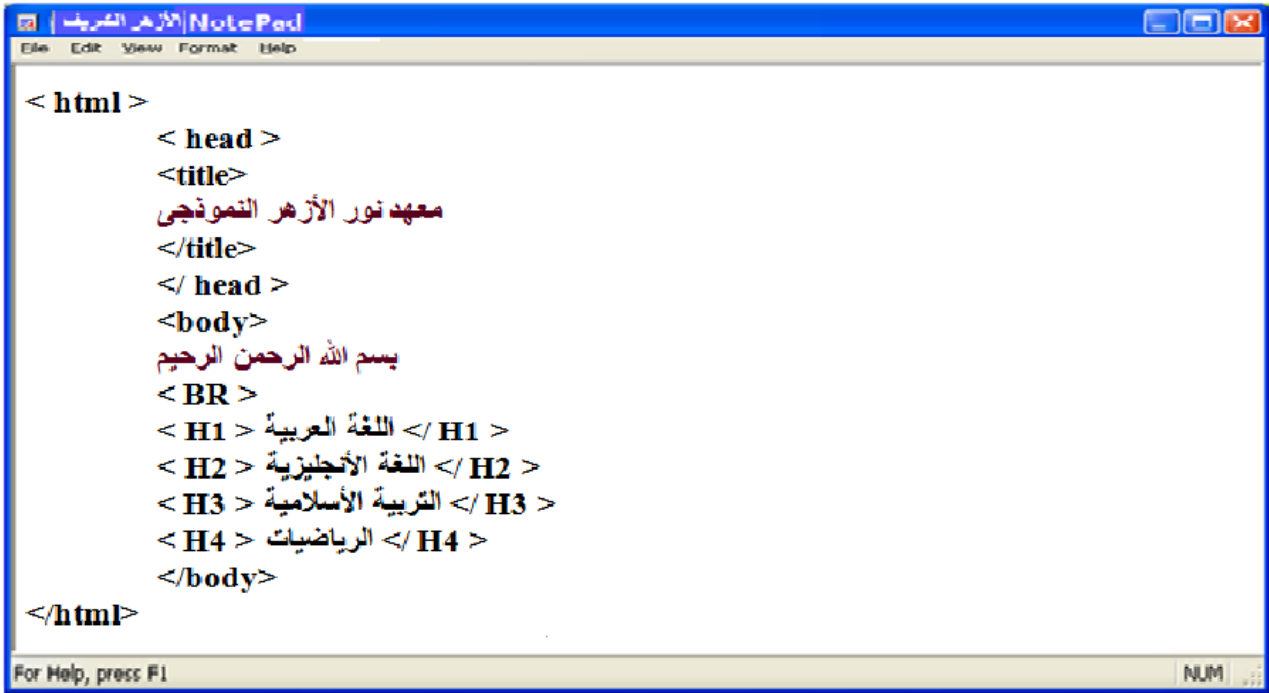 الأزهر الشريف | NotePad
File Edit View Format Help
< html >
< head >
<title>
معهد نور الأزهر النموذجى
</title>
</ head >
<body>
بسم الله الرحمن الرحيم
< BR >
< H1 > اللغة العربية </ H1 >
< H2 > اللغة الأنجليزية </ H2 >
< H3 > التربية الأسلامية </ H3 >
< H4 > الرياضيات </ H4 >
</body>
</html>
For Help, press F1 NUM